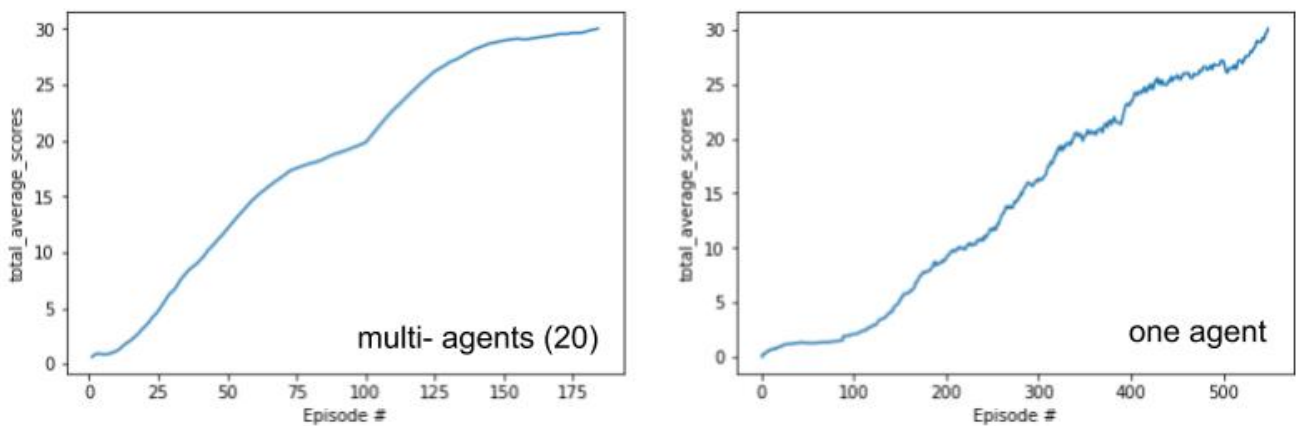 30
25
20
15
10
5
0
total_average_scores
multi- agents (20)
0 25 50 75 100 125 150 175
Episode #
30
25
20
15
10
5
0
total_average_scores
one agent
0 100 200 300 400 500
Episode #